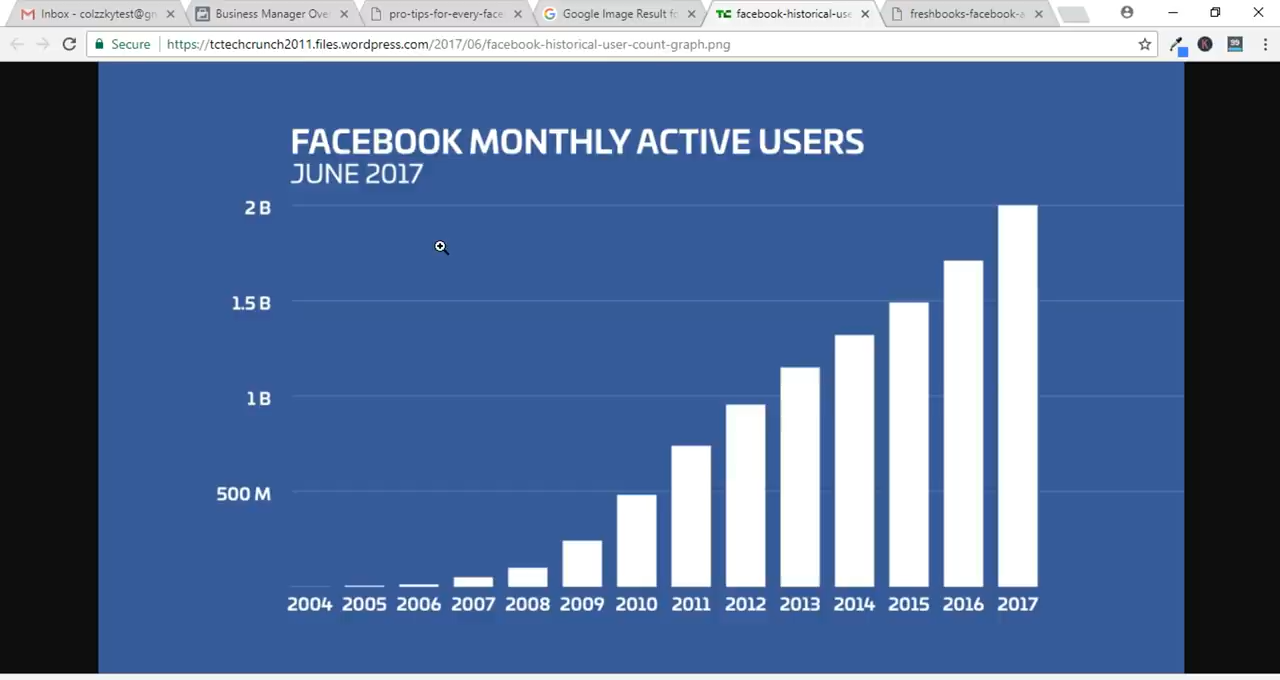 Inbox - colzzkytest@gn
Business Manager Ove
pro-tips-for-every-face
Google Image Result fo
facebook-historical-use
freshbooks-facebook-a
Secure
https://tctechcrunch2011.files.wordpress.com/2017/06/facebook-historical-user-count-graph.png
FACEBOOK MONTHLY ACTIVE USERS
JUNE 2017
2 B
1.5 B
1 B
500 M
2004 2005 2006 2007 2008 2009 2010 2011 2012 2013 2014 2015 2016 2017